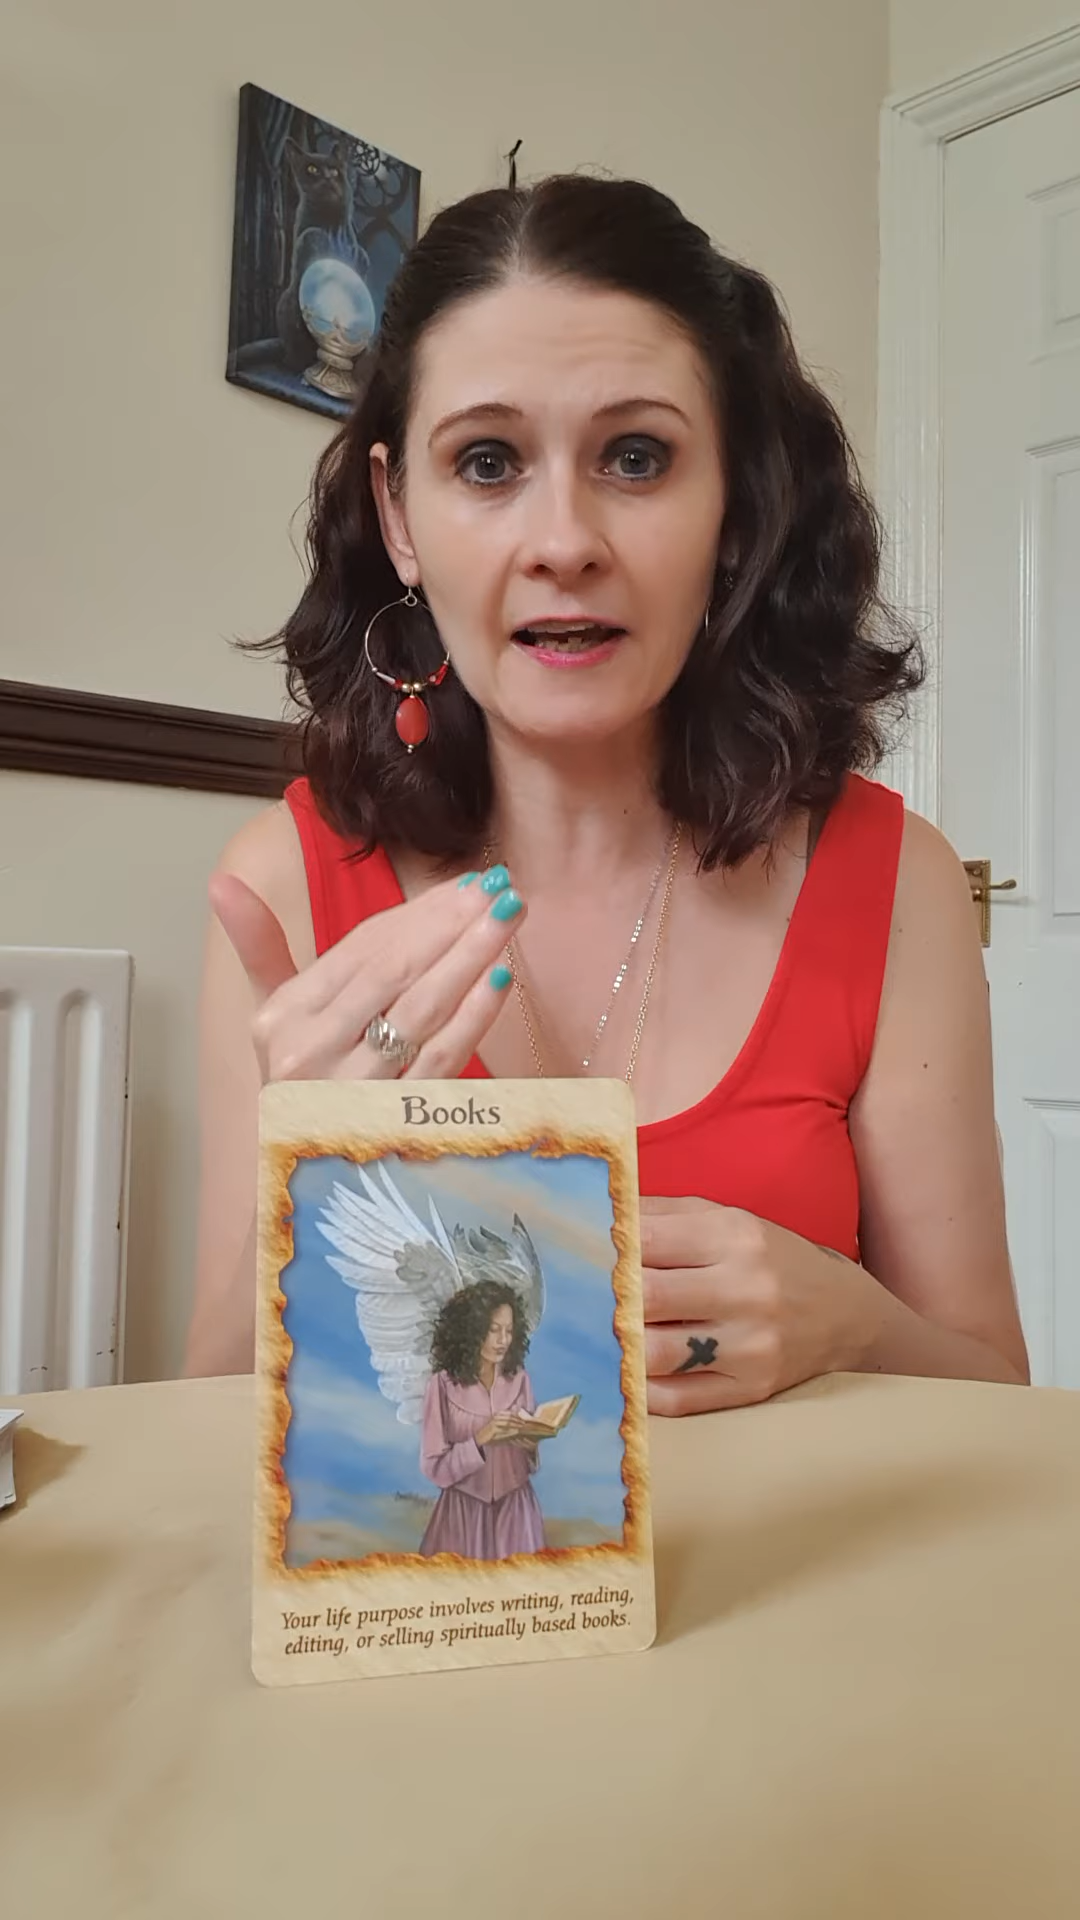 Books
Your life purpose involves writing, reading,
editing, or selling spiritually based books.